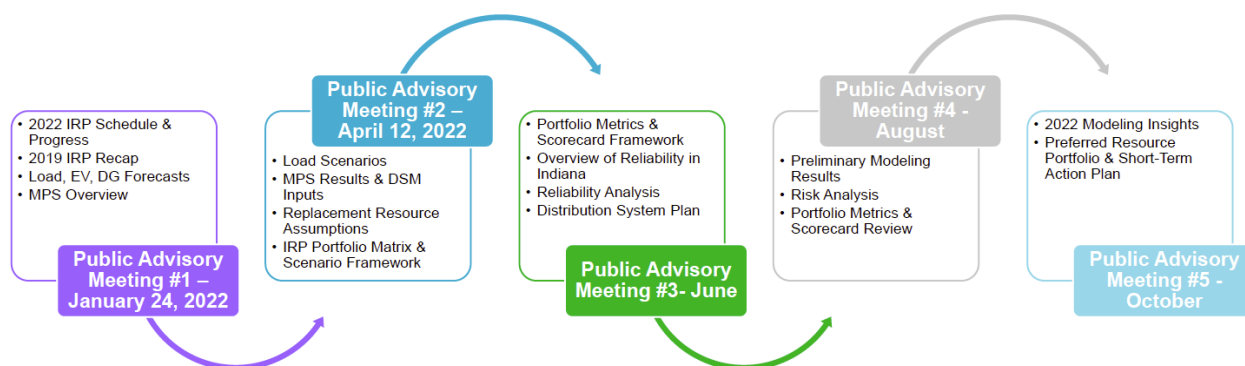 • 2022 IRP Schedule &
Progress
• 2019 IRP Recap
• Load, EV, DG Forecasts
• MPS Overview
Public Advisory
Meeting #1 –
January 24, 2022
Public Advisory
Meeting #2 –
April 12, 2022
• Load Scenarios
• MPS Results & DSM
Inputs
• Replacement Resource
Assumptions
• IRP Portfolio Matrix &
Scenario Framework
• Portfolio Metrics &
Scorecard Framework
• Overview of Reliability in
Indiana
• Reliability Analysis
• Distribution System Plan
Public Advisory
Meeting #3- June
Public Advisory
Meeting #4 -
August
• Preliminary Modeling
Results
• Risk Analysis
• Portfolio Metrics &
Scorecard Review
• 2022 Modeling Insights
• Preferred Resource
Portfolio & Short-Term
Action Plan
Public Advisory
Meeting #5 -
October